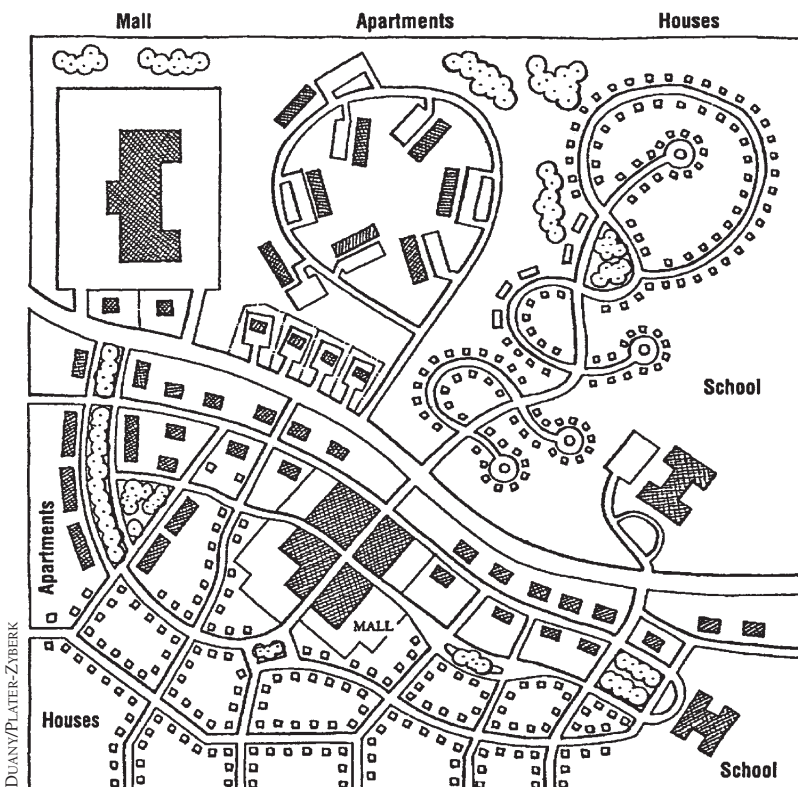 Mall
Apartments
Houses
School
Apartments
MALL
Houses
School
DUANY/PLATER-ZYBERK